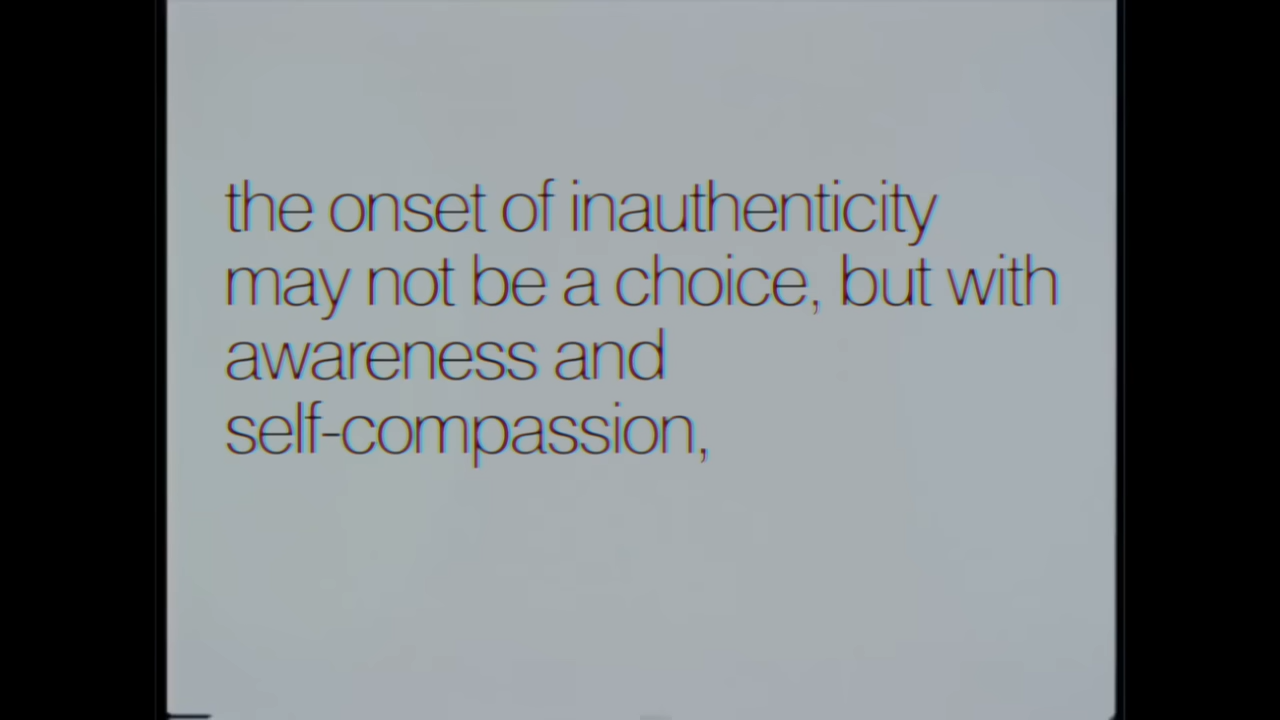 the onset of inauthenticity
may not be a choice, but with
awareness and
self-compassion,